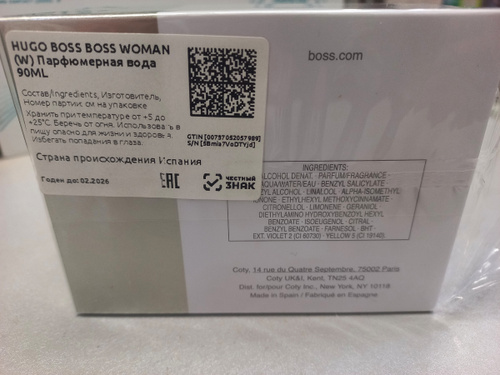 HUGO BOSS BOSS WOMAN
(W) Парфюмерная вода
90ML
Состав/Ingredients, Изготовитель,
Номер партии: см на упаковке
Хранить при температуре от +5 до
+25°C. Беречь от огня. Использовать в
пищу опасно для жизни и здоровья.
Избегать попадания в глаза.
GTIN [00737052057989]
Страна происхождения Испания
Годен до: 02.2026
EAC
ЧЕСТНЫЙ
ЗНАК
boss.com
INGREDIENTS:
ALCOHOL DENAT. · PARFUM/FRAGRANCE ·
AQUA/WATER/EAU · BENZYL SALICYLATE
BENZYL ALCOHOL · LINALOOL · ALPHA-ISOMETHYL
IONONE · ETHYLHEXYL METHOXYCINNAMATE ·
CITRONELLOL · LIMONENE · GERANIOL
DIETHYLAMINO HYDROXYBENZOYL HEXYL
BENZOATE · ISOEUGENOL · CITRAL ·
BENZYL BENZOATE · FARNESOL · BHT ·
EXT. VIOLET 2 (CI 60730) · YELLOW 5 (CI 19140).
Coty, 14 rue du Quatre Septembre, 75002 Paris
Coty UK&I, Kent, TN25 4AQ
Dist. for/pour Coty Inc., New York, NY 10118
Made in Spain / Fabriqué en Espagne